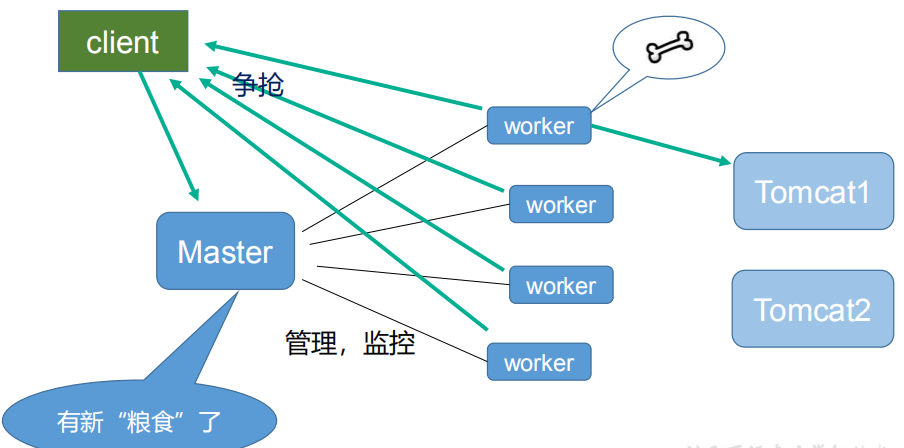 client
争抢
worker
worker
Tomcat1
Master
worker
Tomcat2
管理，监控
worker
有新“粮食”了